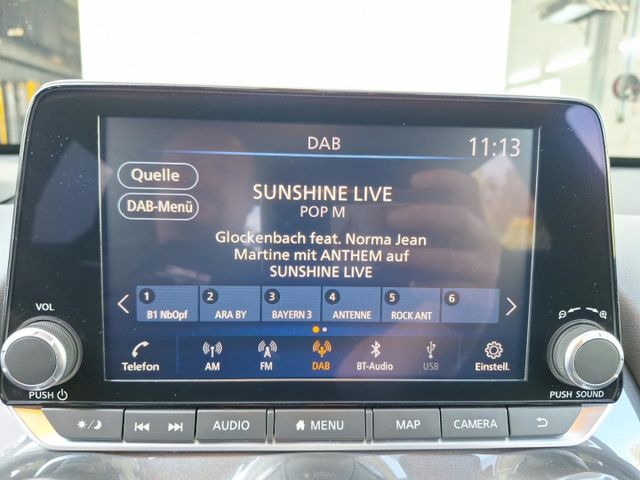 DAB
11:13
Quelle
DAB-Menü
SUNSHINE LIVE
POP M
Glockenbach feat. Norma Jean
Martine mit ANTHEM auf
SUNSHINE LIVE
1 2 3 4 5 6
B1 NbOpf ARA BY BAYERN 3 ANTENNE ROCK ANT
Telefon AM FM DAB BT-Audio USB Einstell.
VOL
PUSH
PUSH SOUND
AUDIO MENU MAP CAMERA